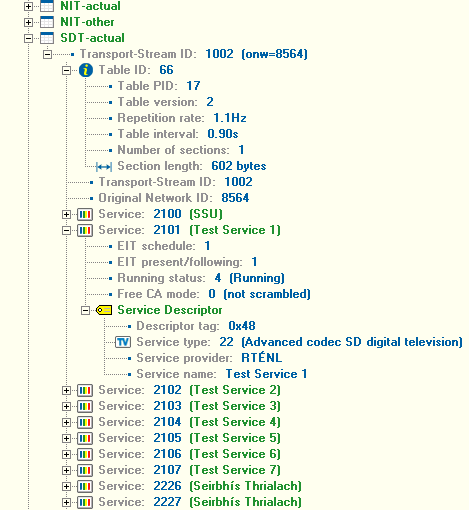 NIT-actual
NIT-other
SDT-actual
Transport-Stream ID: 1002 (onw=8564)
Table ID: 66
Table PID: 17
Table version: 2
Repetition rate: 1.1Hz
Table interval: 0.90s
Number of sections: 1
Section length: 602 bytes
Transport-Stream ID: 1002
Original Network ID: 8564
Service: 2100 (SSU)
Service: 2101 (Test Service 1)
EIT schedule: 1
EIT present/following: 1
Running status: 4 (Running)
Free CA mode: 0 (not scrambled)
Service Descriptor
Descriptor tag: 0x48
TV Service type: 22 (Advanced codec SD digital television)
Service provider: RTÉNL
Service name: Test Service 1
Service: 2102 (Test Service 2)
Service: 2103 (Test Service 3)
Service: 2104 (Test Service 4)
Service: 2105 (Test Service 5)
Service: 2106 (Test Service 6)
Service: 2107 (Test Service 7)
Service: 2226 (Seirbhís Thrialach)
Service: 2227 (Seirbhís Thrialach)